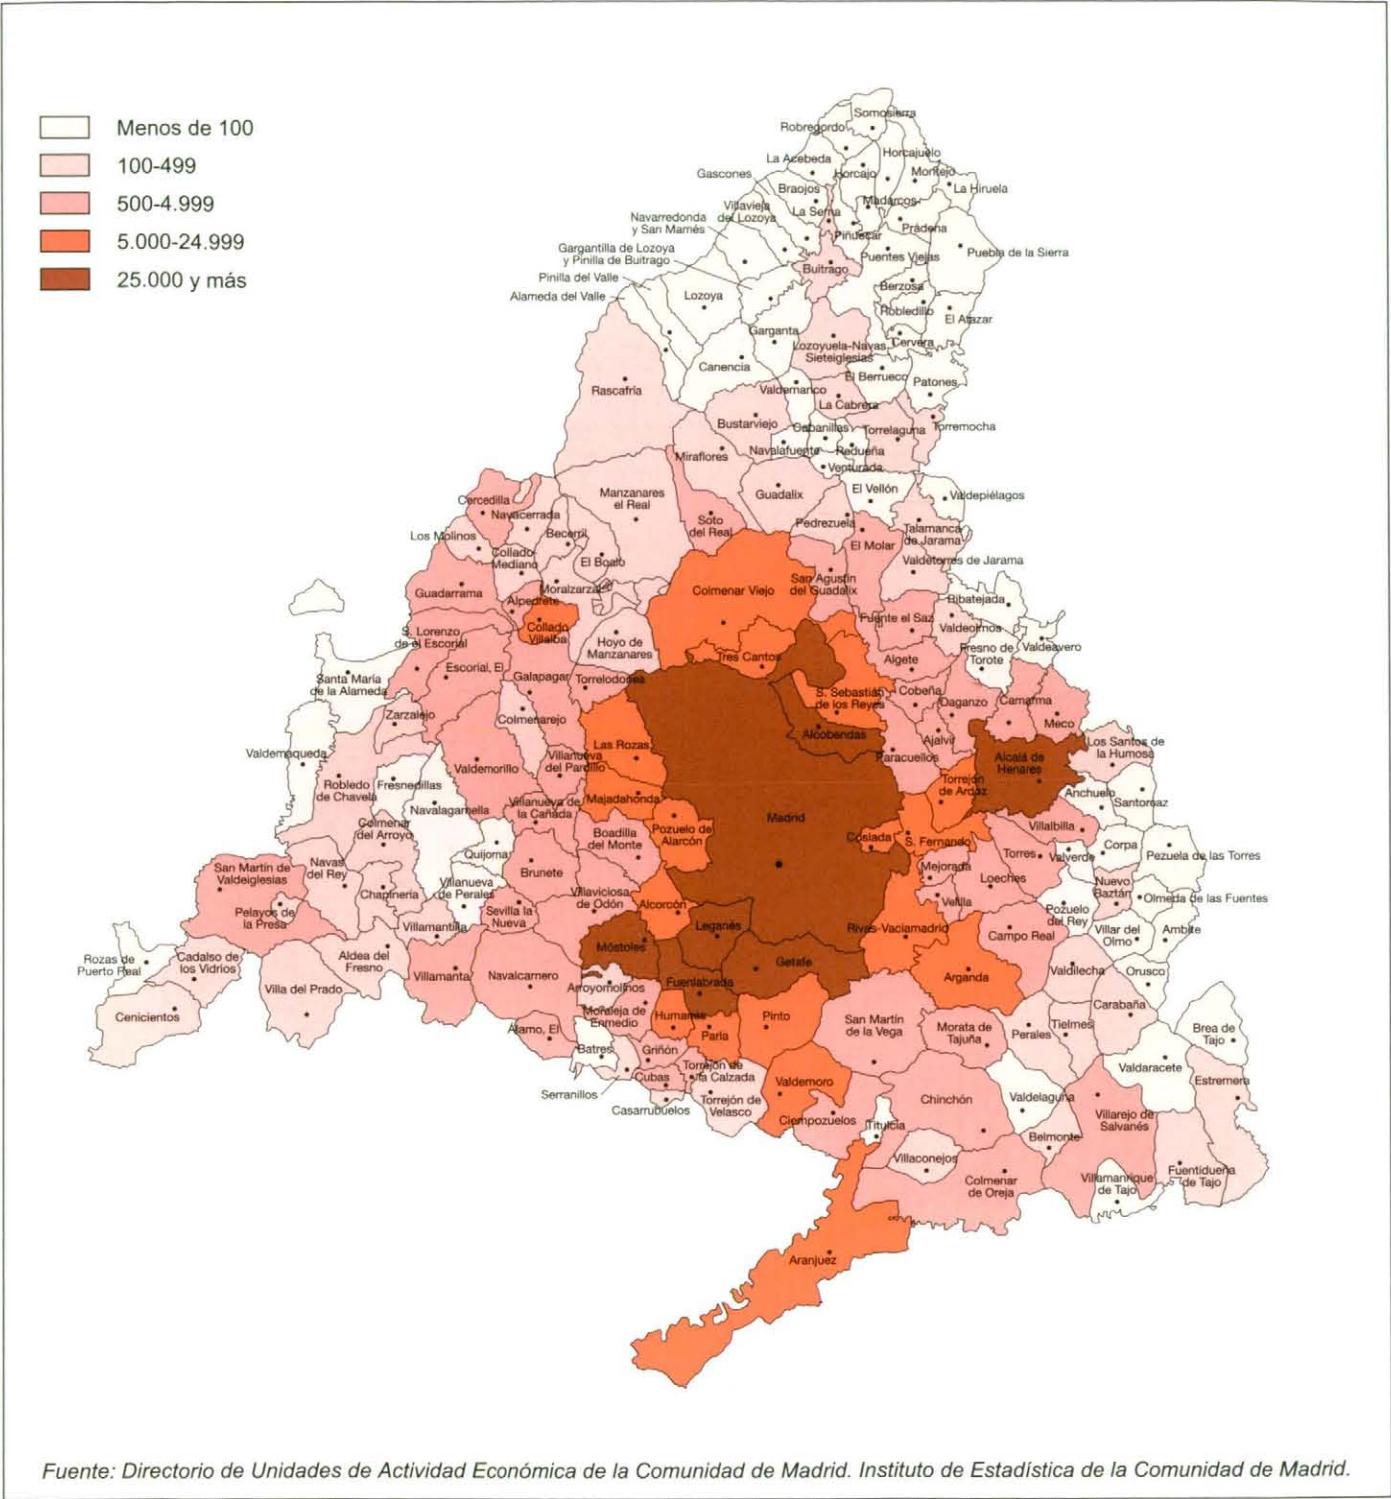 Menos de 100
100-499
500-4.999
5.000-24.999
25.000 y más
Somosierra
Robregordo
Horcajuelo
La Acebeda
Horcajo
Montejo
Gascones
La Hiruela
Braojos
Madarcos
Villavieja
del Lozoya
La Serna
Navarredonda
y San Mamés
Prádena
Piñuécar
Puebla de la Sierra
Gargantilla de Lozoya
y Pinilla de Buitrago
Puentes Viejas
Buitrago
Pinilla del Valle
Berzosa
Alameda del Valle
Lozoya
Robledillo
El Atazar
Garganta
Lozoyuela-Navas
Sieteiglesias
Cervera
Canencia
El Berrueco
Patones
Rascafría
Valdemanco
La Cabrera
Bustarviejo
Cabanillas
Torrelaguna
Torremocha
Navalafuente
Redueña
Miraflores
Venturada
Cercedilla
Manzanares
el Real
Guadalix
El Vellón
Valdepiélagos
Navacerrada
Soto
del Real
Pedrezuela
Talamanca
de Jarama
Los Molinos
Becerril
El Molar
Collado-
Mediano
El Boalo
Valdetorres de Jarama
Guadarrama
Moralzarzal
Colmenar Viejo
San Agustín
del Guadalix
Alpedrete
Ribatejada
Collado
Villalba
Fuente el Saz
Valdeolmos
S. Lorenzo
de el Escorial
Hoyo de
Manzanares
Fresno de
Torote
Valdeavero
Tres Cantos
Algete
Escorial, El
Santa María
de la Alameda
Galapagar
Torrelodones
S. Sebastián
de los Reyes
Cobeña
Daganzo
Camarma
Zarzalejo
Colmenarejo
Meco
Alcobendas
Ajalvir
Valdemaqueda
Las Rozas
Paracuellos
Los Santos de
la Humosa
Villanueva
del Pardillo
Valdemorillo
Alcalá de
Henares
Robledo
de Chavela
Fresnedillas
Torrejón
de Ardoz
Anchuelo
Majadahonda
Santorcaz
Villanueva de
la Cañada
Navalagamella
Madrid
Colmenar
del Arroyo
Boadilla
del Monte
Pozuelo de
Alarcón
Coslada
S. Fernando
Villalbilla
Corpa
Quijorna
Torres
Valverde
Pezuela de las Torres
San Martín de
Valdeiglesias
Navas
del Rey
Brunete
Mejorada
Loeches
Chapinería
Villanueva
de Perales
Nuevo
Baztán
Olmeda de las Fuentes
Villaviciosa
de Odón
Alcorcón
Velilla
Pelayos de
la Presa
Sevilla la
Nueva
Pozuelo
del Rey
Villamantilla
Leganés
Rivas-Vaciamadrid
Campo Real
Villar del
Olmo
Ambite
Móstoles
Rozas de
Puerto Real
Cadalso de
los Vidrios
Aldea del
Fresno
Getafe
Arganda
Valdilecha
Orusco
Villamanta
Navalcarnero
Fuenlabrada
Arroyomolinos
Villa del Prado
Carabaña
Cenicientos
Moraleja de
Enmedio
Humanes
Pinto
San Martín
de la Vega
Morata de
Tajuña
Perales
Tielmes
Brea de
Tajo
Alamo, El
Parla
Batres
Griñón
Valdaracete
Torrejón de
la Calzada
Cubas
Valdemoro
Estremera
Serranillos
Torrejón de
Velasco
Chinchón
Valdelaguna
Casarrubuelos
Ciempozuelos
Villarejo de
Salvanés
Titulcia
Belmonte
Villaconejos
Colmenar
de Oreja
Villamanrique
de Tajo
Fuentidueña
de Tajo
Aranjuez
Fuente: Directorio de Unidades de Actividad Económica de la Comunidad de Madrid. Instituto de Estadística de la Comunidad de Madrid.